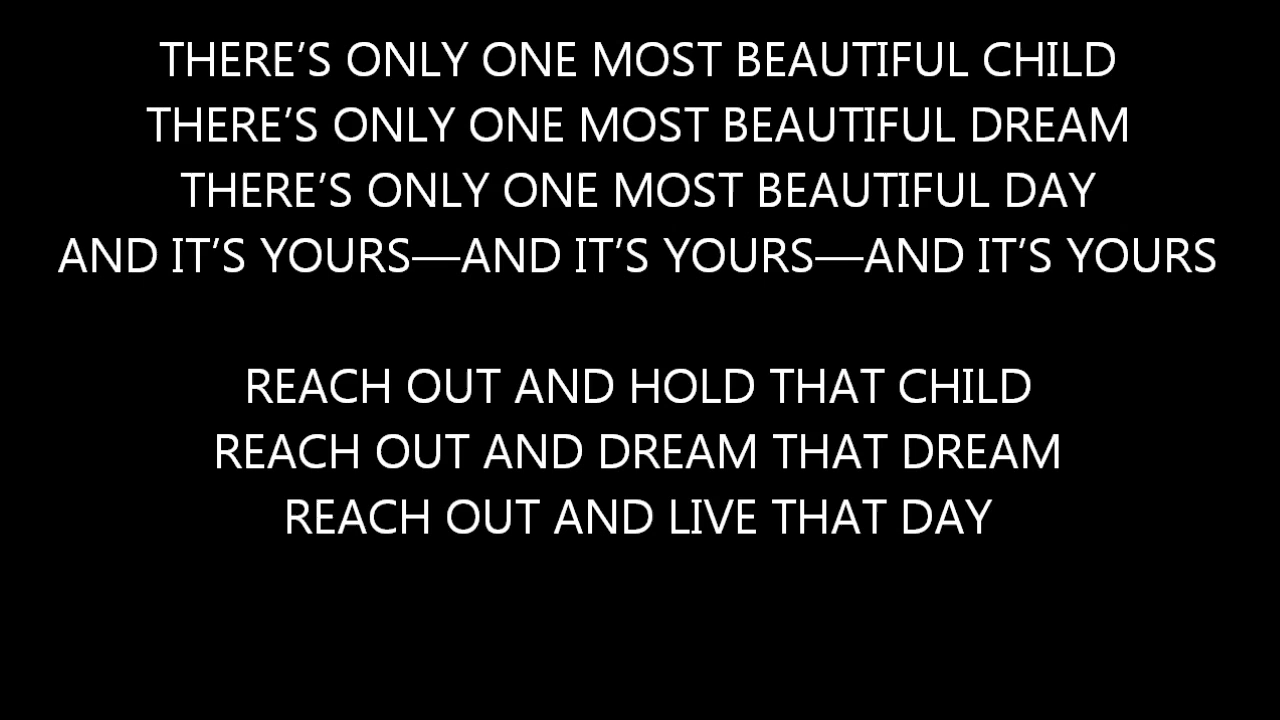 THERE’S ONLY ONE MOST BEAUTIFUL CHILD
THERE’S ONLY ONE MOST BEAUTIFUL DREAM
THERE’S ONLY ONE MOST BEAUTIFUL DAY
AND IT’S YOURS—AND IT’S YOURS—AND IT’S YOURS
REACH OUT AND HOLD THAT CHILD
REACH OUT AND DREAM THAT DREAM
REACH OUT AND LIVE THAT DAY